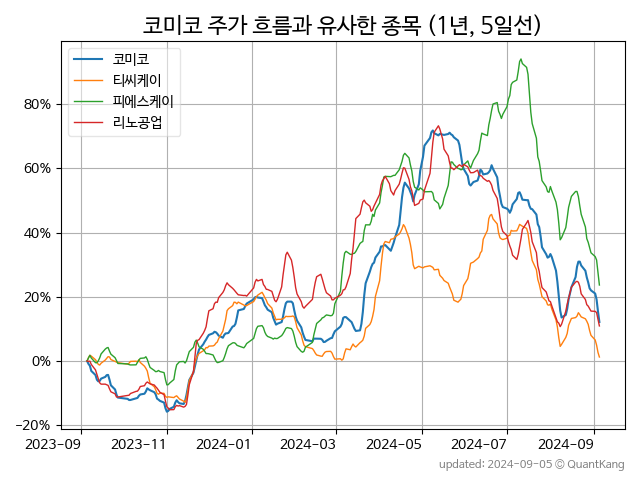 코미코 주가 흐름과 유사한 종목 (1년, 5일선)
코미코
티씨케이
피에스케이
리노공업
80%
60%
40%
20%
0%
−20%
2023-09 2023-11 2024-01 2024-03 2024-05 2024-07 2024-09
updated: 2024-09-05 © QuantKang